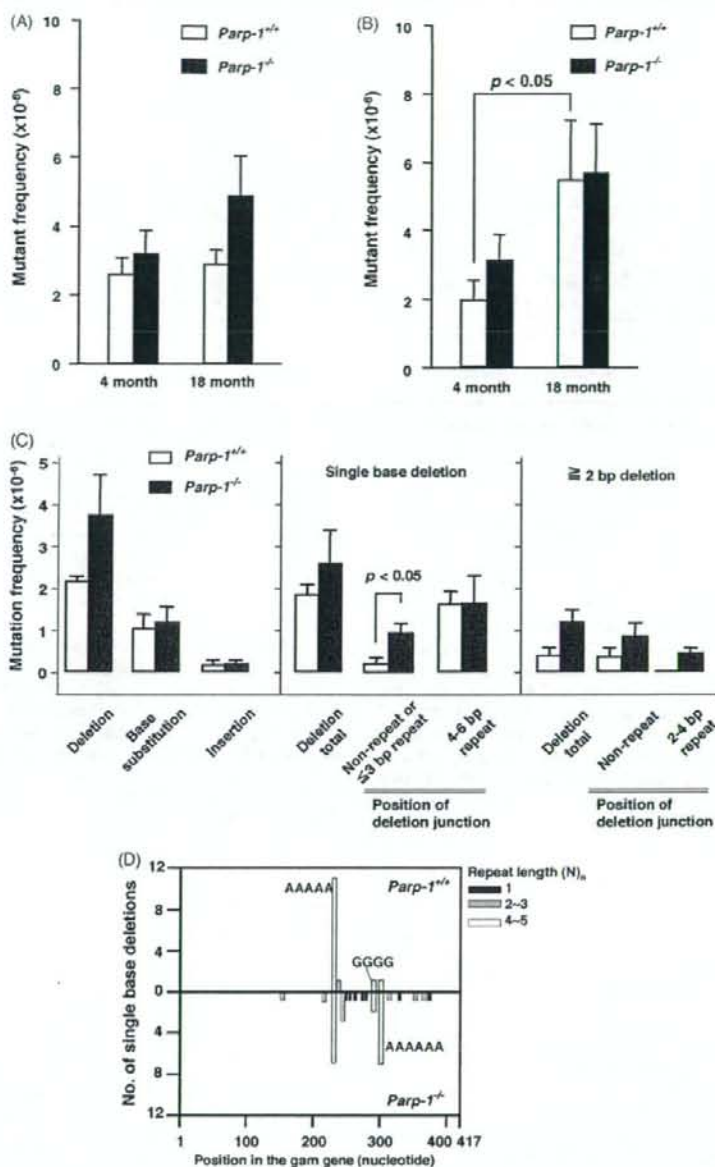 (A)
Parp-1+/+
Parp-1-/-
Mutant frequency (x10-6)
10
8
6
4
2
0
4 month
18 month
(B)
Parp-1+/+
Parp-1-/-
p < 0.05
Mutant frequency (x10-6)
10
8
6
4
2
0
4 month
18 month
(C)
Parp-1+/+
Parp-1-/-
Mutation frequency (x10-6)
5
4
3
2
1
0
Deletion
Base substitution
Insertion
Single base deletion
p < 0.05
Deletion total
Non-repeat or ≤3 bp repeat
4-6 bp repeat
Position of deletion junction
≧ 2 bp deletion
Deletion total
Non-repeat
2-4 bp repeat
Position of deletion junction
(D)
No. of single base deletions
12
8
4
0
4
8
12
AAAAA
Parp-1+/+
GGGG
AAAAAA
Parp-1-/-
1 100 200 300 400 417
Position in the gam gene (nucleotide)
Repeat length (N)n
1
2~3
4~5